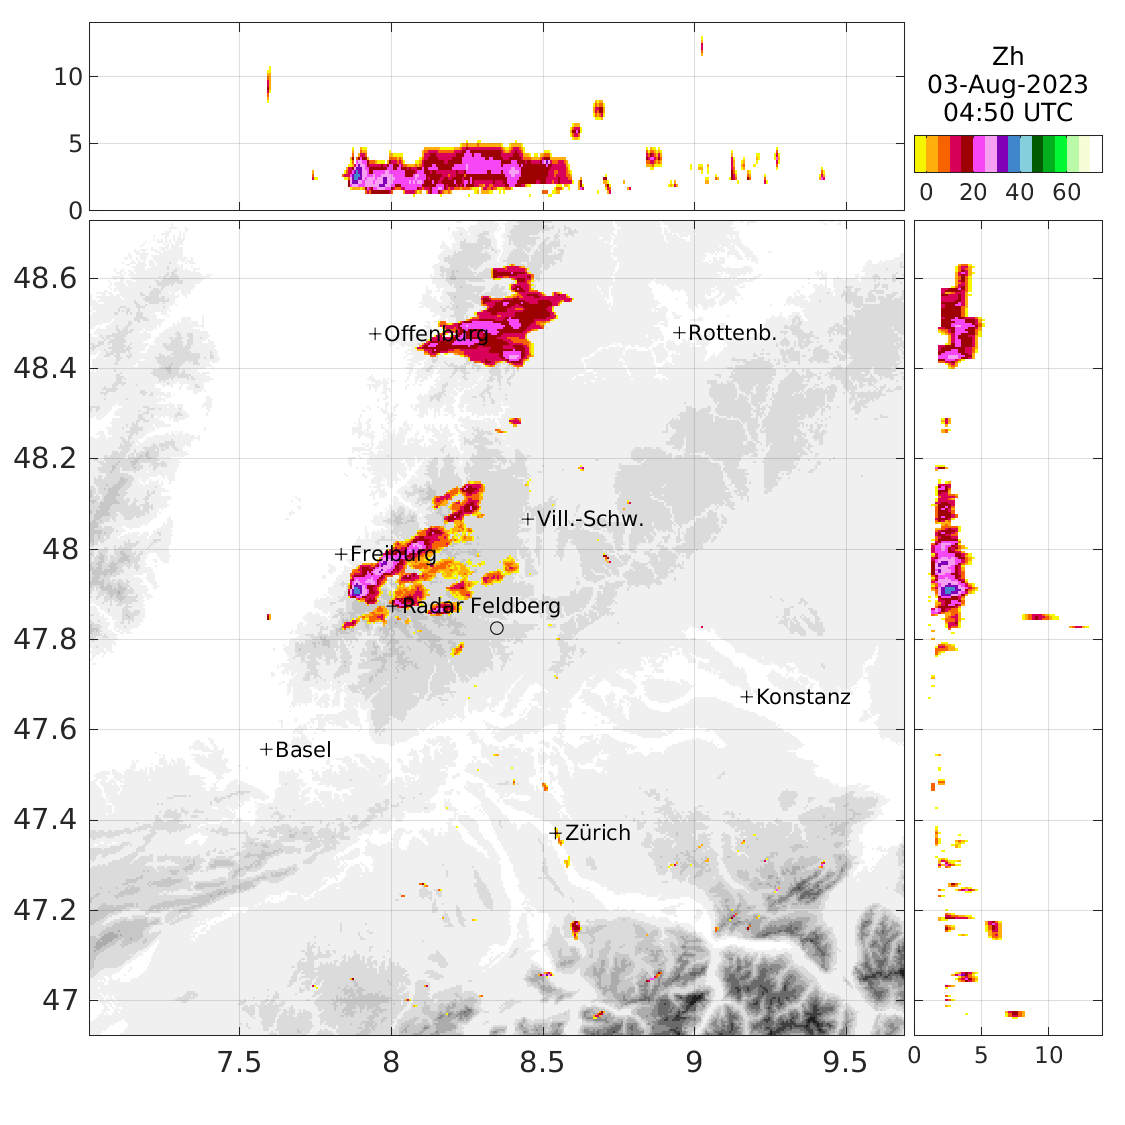 10
5
0
Zh
03-Aug-2023
04:50 UTC
0 20 40 60
48.6
Offenburg
Rottenb.
48.4
48.2
Vill.-Schw.
48
Freiburg
Radar Feldberg
47.8
Konstanz
47.6
Basel
47.4
Zürich
47.2
47
7.5 8 8.5 9 9.5
0 5 10